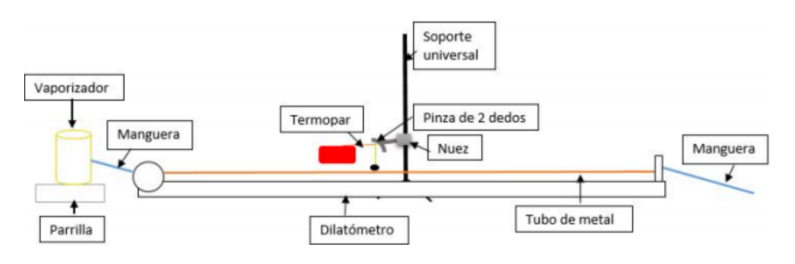 Soporte
universal
Vaporizador
Termopar
Pinza de 2 dedos
Manguera
Nuez
Manguera
Parrilla
Dilatómetro
Tubo de metal